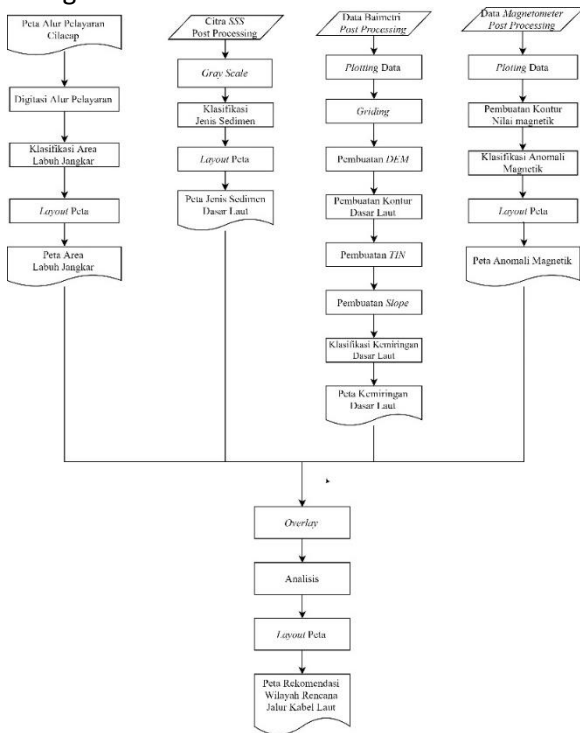 Peta Alur Pelayaran
Cilacap
Digitasi Alur Pelayaran
Klasifikasi Area
Labuh Jangkar
Layout Peta
Peta Area
Labuh Jangkar
Citra SSS
Post Processing
Gray Scale
Klasifikasi
Jenis Sedimen
Layout Peta
Peta Jenis Sedimen
Dasar Laut
Data Baimetri
Post Processing
Plotting Data
Griding
Pembuatan DEM
Pembuatan Kontur
Dasar Laut
Pembuatan TIN
Pembuatan Slope
Klasifikasi Kemiringan
Dasar Laut
Peta Kemiringan
Dasar Laut
Data Magnetometer
Post Processing
Ploting Data
Pembuatan Kontur
Nilai magnetik
Klasifikasi Anomali
Magnetik
Layout Peta
Peta Anomali Magnetik
Overlay
Analisis
Layout Peta
Peta Rekomendasi
Wilayah Rencana
Jalur Kabel Laut